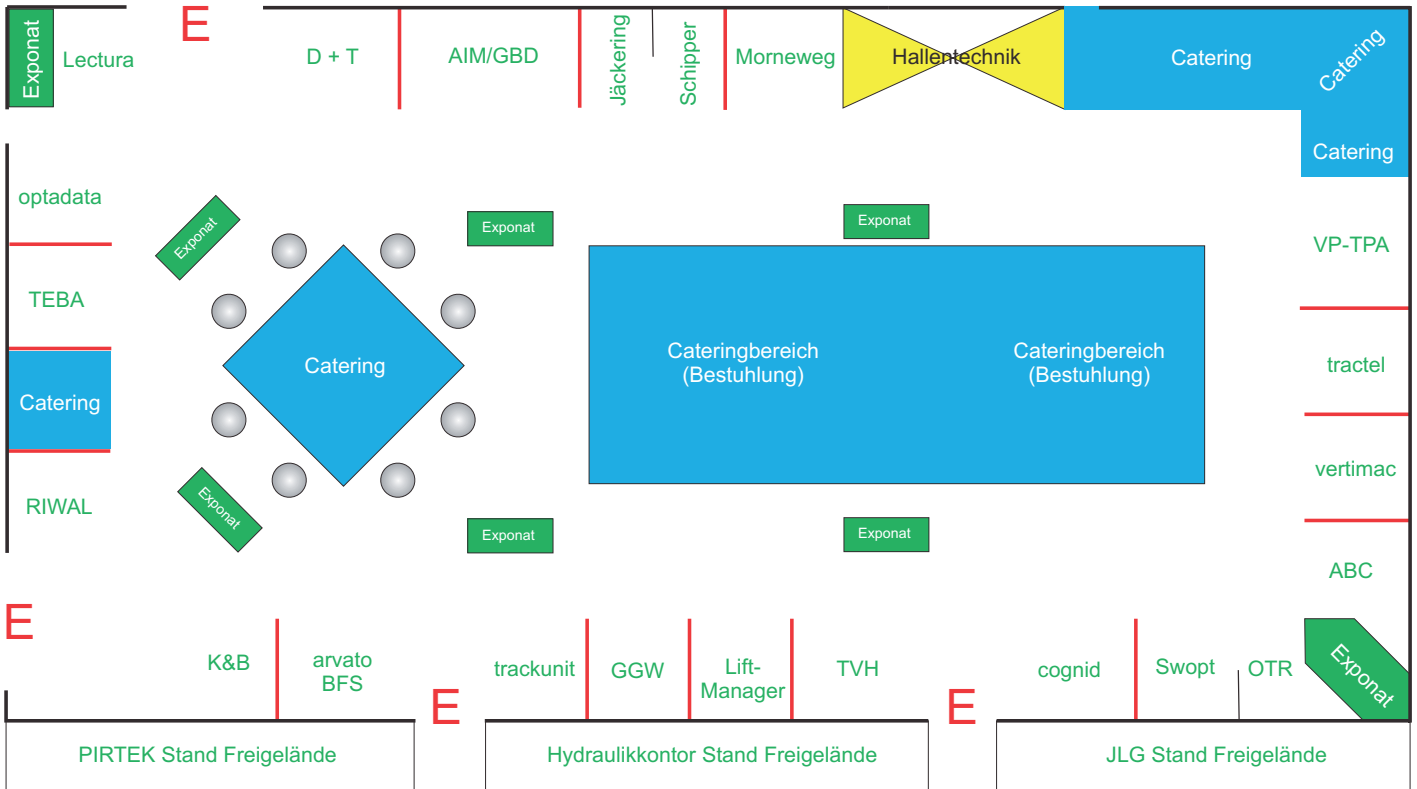 E
Exponat
Lectura
D + T
AIM/GBD
Jäckering
Schipper
Morneweg
Hallentechnik
Catering
Catering
Catering
optadata
Exponat
Exponat
Exponat
VP-TPA
TEBA
Catering
Cateringbereich
(Bestuhlung)
Cateringbereich
(Bestuhlung)
tractel
Catering
vertimac
RIWAL
Exponat
Exponat
Exponat
ABC
E
K&B
arvato
BFS
trackunit
GGW
Lift-
Manager
TVH
cognid
Swopt
OTR
Exponat
E
E
PIRTEK Stand Freigelände
Hydraulikkontor Stand Freigelände
JLG Stand Freigelände